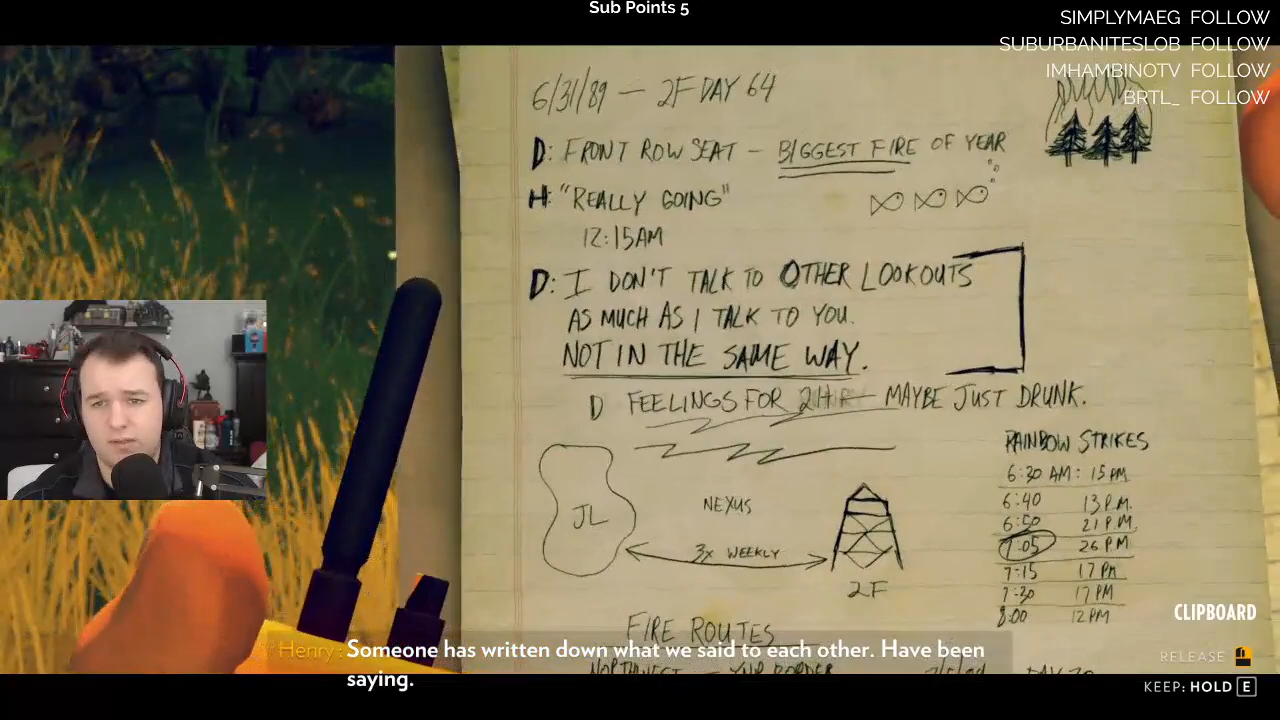 Sub Points 5
SIMPLYMAEG FOLLOW
SUBURBANITESLOB FOLLOW
IMHAMBINOTV FOLLOW
BRTL_ FOLLOW
6/31/89 — 2F DAY 64
D: FRONT ROW SEAT — BIGGEST FIRE OF YEAR
H: "REALLY GOING"
12:15AM
D: I DON'T TALK TO OTHER LOOKOUTS
AS MUCH AS I TALK TO YOU.
NOT IN THE SAME WAY.
D FEELINGS FOR MAYBE JUST DRUNK.
RAINBOW STRIKES
6:30 AM: 15 PM
6:40 13 P.M.
6:50 21 P.M.
7:05 26 PM
7:15 17 PM
7:30 17 PM
8:00 12 PM
JL
NEXUS
3x WEEKLY
2F
FIRE ROUTES
CLIPBOARD
Henry: Someone has written down what we said to each other. Have been
saying.
RELEASE
KEEP: HOLD E